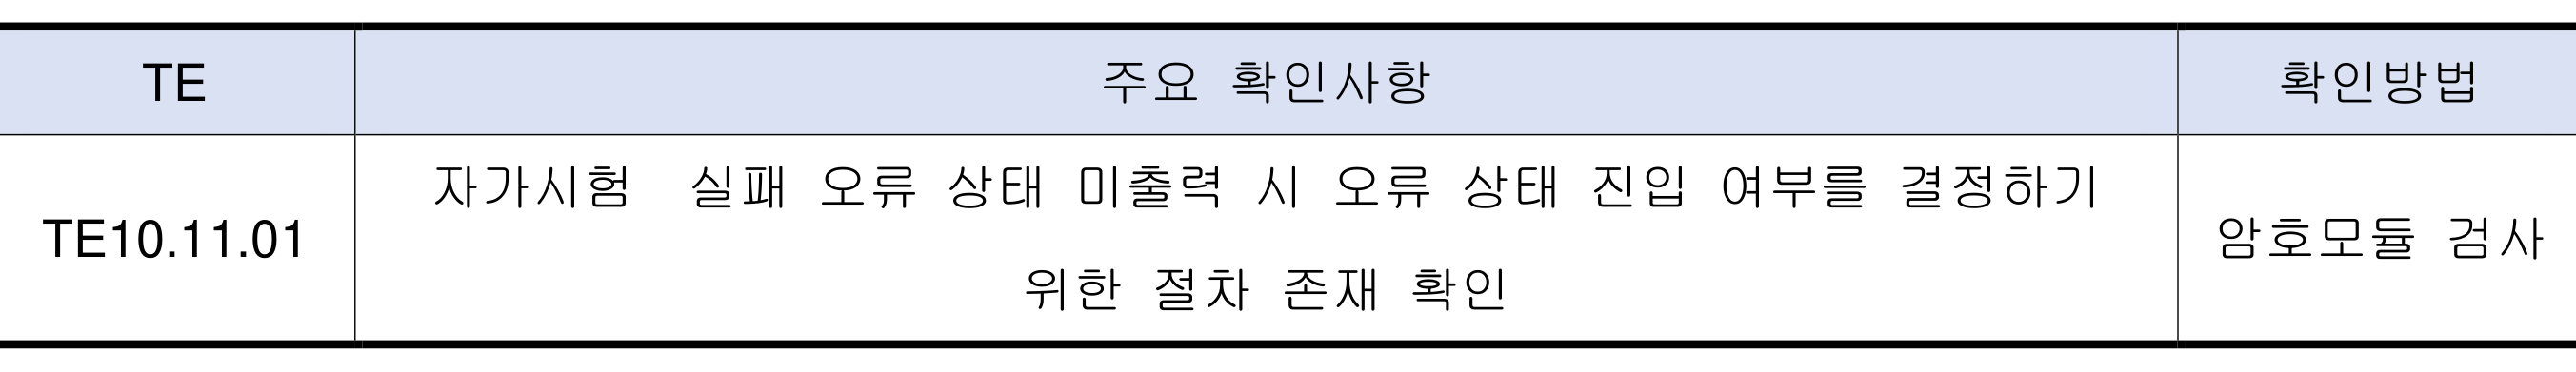 TE 주요 확인사항 확인방법
자가시험 실패 오류 상태 미출력 시 오류 상태 진입 여부를 결정하기
TE10.11.01 암호모듈 검사
위한 절차 존재 확인